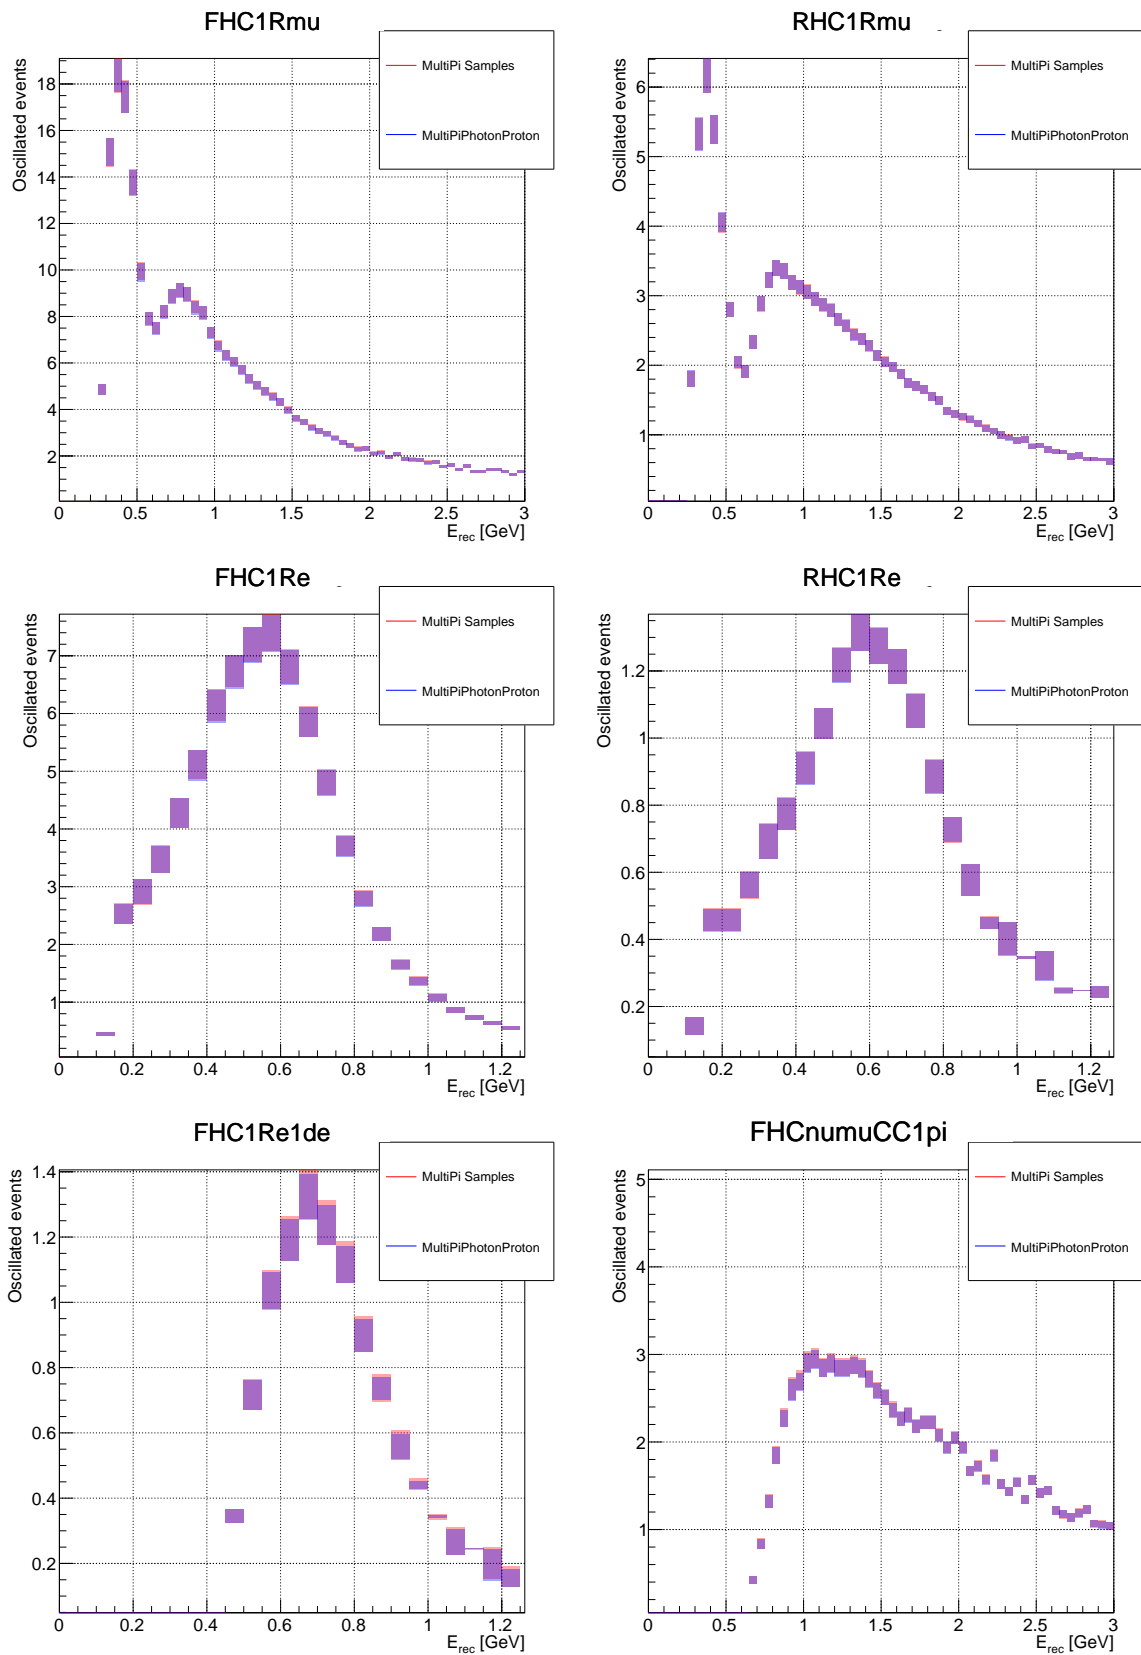 FHC1Rmu
Oscillated events
18
16
14
12
10
8
6
4
2
0
0.5
1
1.5
2
2.5
3
E_rec [GeV]
MultiPi Samples
MultiPiPhotonProton
RHC1Rmu
Oscillated events
6
5
4
3
2
1
0
0.5
1
1.5
2
2.5
3
E_rec [GeV]
MultiPi Samples
MultiPiPhotonProton
FHC1Re
Oscillated events
7
6
5
4
3
2
1
0
0.2
0.4
0.6
0.8
1
1.2
E_rec [GeV]
MultiPi Samples
MultiPiPhotonProton
RHC1Re
Oscillated events
1.2
1
0.8
0.6
0.4
0.2
0
0.2
0.4
0.6
0.8
1
1.2
E_rec [GeV]
MultiPi Samples
MultiPiPhotonProton
FHC1Re1de
Oscillated events
1.4
1.2
1
0.8
0.6
0.4
0.2
0
0.2
0.4
0.6
0.8
1
1.2
E_rec [GeV]
MultiPi Samples
MultiPiPhotonProton
FHCnumuCC1pi
Oscillated events
5
4
3
2
1
0
0.5
1
1.5
2
2.5
3
E_rec [GeV]
MultiPi Samples
MultiPiPhotonProton